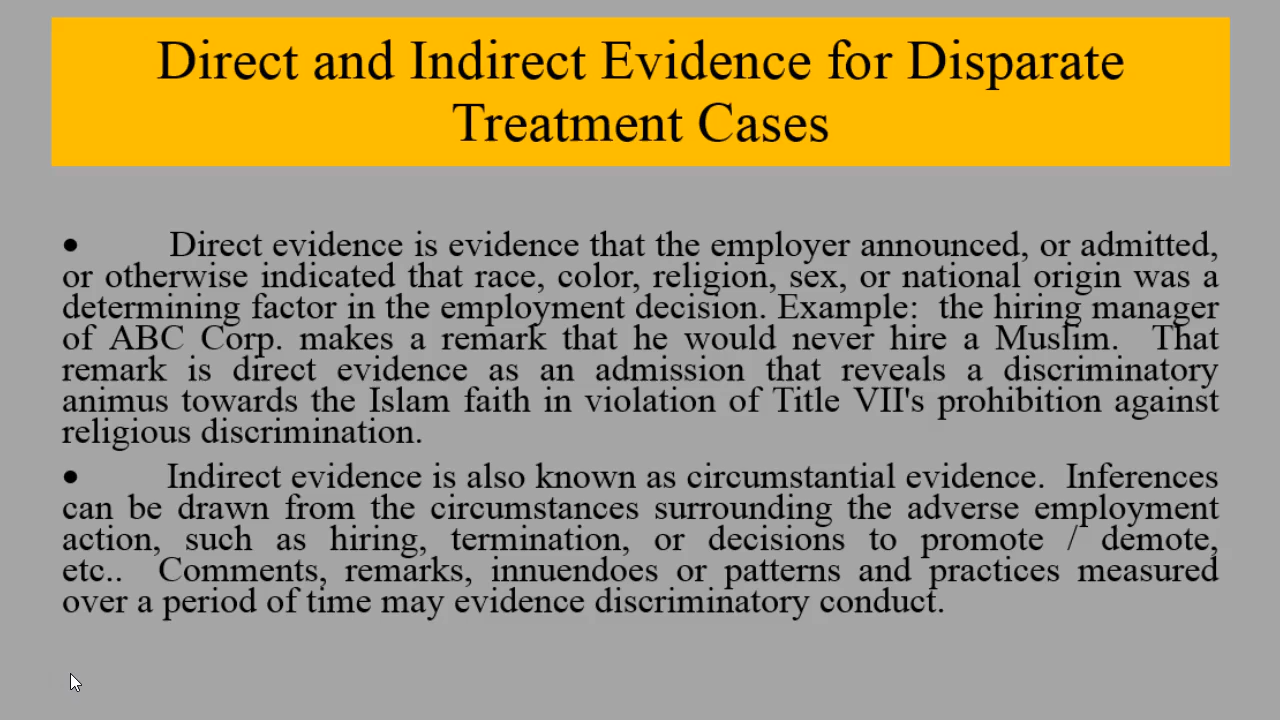 Direct and Indirect Evidence for Disparate
Treatment Cases
• Direct evidence is evidence that the employer announced, or admitted,
or otherwise indicated that race, color, religion, sex, or national origin was a
determining factor in the employment decision. Example:  the hiring manager
of ABC Corp. makes a remark that he would never hire a Muslim.  That
remark is direct evidence as an admission that reveals a discriminatory
animus towards the Islam faith in violation of Title VII's prohibition against
religious discrimination.
• Indirect evidence is also known as circumstantial evidence.  Inferences
can be drawn from the circumstances surrounding the adverse employment
action, such as hiring, termination, or decisions to promote / demote,
etc..  Comments, remarks, innuendoes or patterns and practices measured
over a period of time may evidence discriminatory conduct.